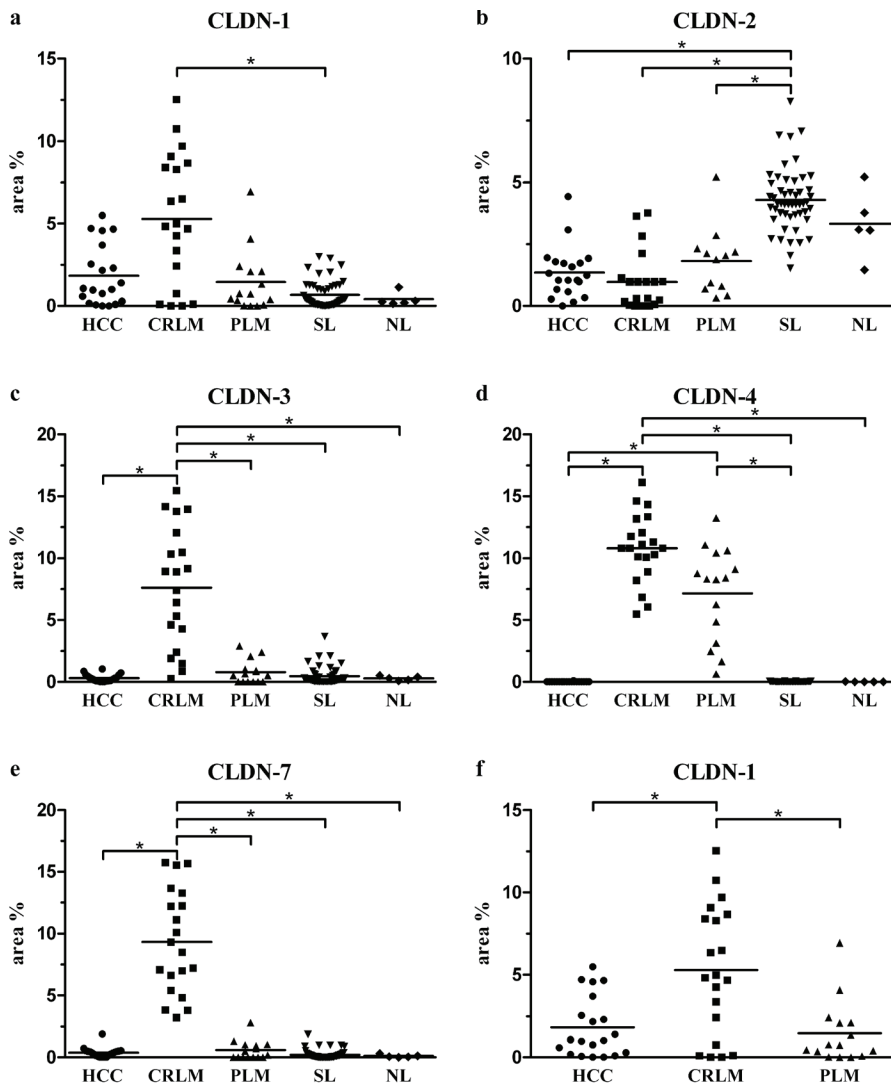 a CLDN-1
15
10
5
0
area %
*
HCC CRLM PLM SL NL
b CLDN-2
10
5
0
area %
*
*
*
HCC CRLM PLM SL NL
c CLDN-3
20
15
10
5
0
area %
*
*
*
*
HCC CRLM PLM SL NL
d CLDN-4
20
15
10
5
0
area %
*
*
*
*
*
HCC CRLM PLM SL NL
e CLDN-7
20
15
10
5
0
area %
*
*
*
*
HCC CRLM PLM SL NL
f CLDN-1
15
10
5
0
area %
*
*
HCC CRLM PLM